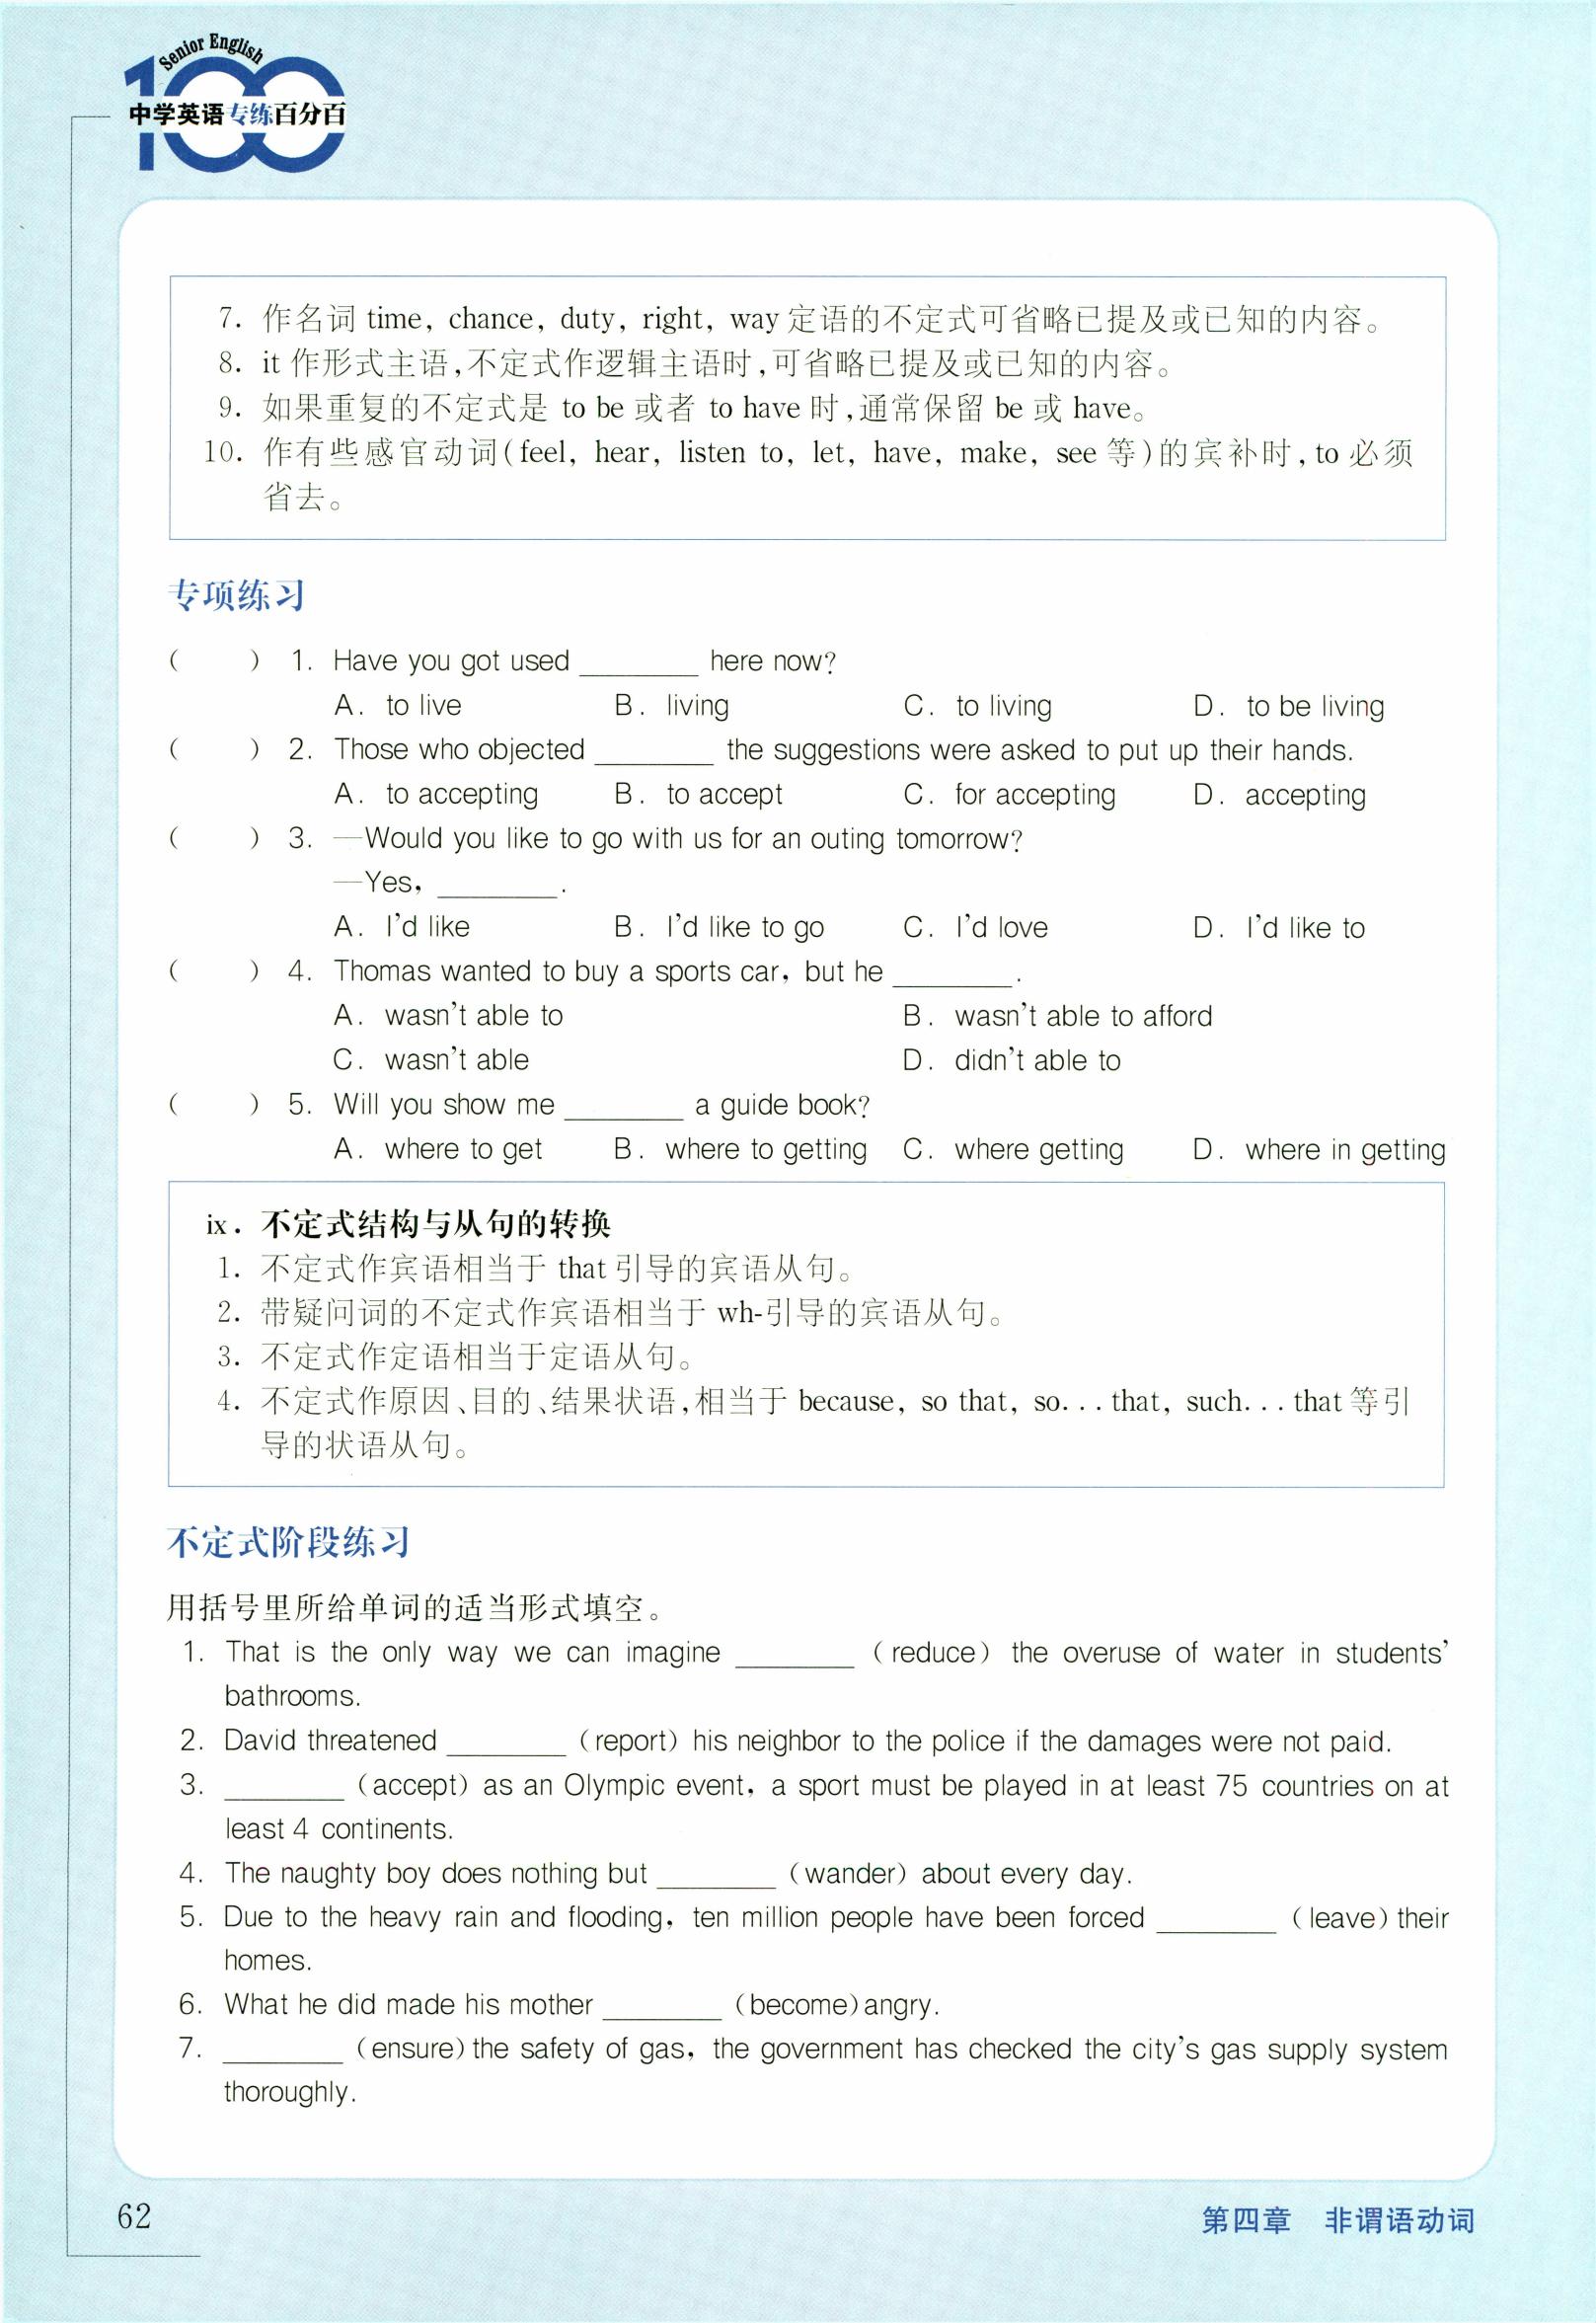 Senior English
100
中学英语专练百分百
7. 作名词 time, chance, duty, right, way 定语的不定式可省略已提及或已知的内容。
8. it 作形式主语,不定式作逻辑主语时,可省略已提及或已知的内容。
9. 如果重复的不定式是 to be 或者 to have 时,通常保留 be 或 have。
10. 作有些感官动词(feel, hear, listen to, let, have, make, see 等)的宾补时,to 必须
省去。
专项练习
( ) 1. Have you got used ________ here now?
A. to live B. living C. to living D. to be living
( ) 2. Those who objected ________ the suggestions were asked to put up their hands.
A. to accepting B. to accept C. for accepting D. accepting
( ) 3. —Would you like to go with us for an outing tomorrow?
—Yes, ________.
A. I'd like B. I'd like to go C. I'd love D. I'd like to
( ) 4. Thomas wanted to buy a sports car, but he ________.
A. wasn't able to B. wasn't able to afford
C. wasn't able D. didn't able to
( ) 5. Will you show me ________ a guide book?
A. where to get B. where to getting C. where getting D. where in getting
ix. 不定式结构与从句的转换
1. 不定式作宾语相当于 that 引导的宾语从句。
2. 带疑问词的不定式作宾语相当于 wh-引导的宾语从句。
3. 不定式作定语相当于定语从句。
4. 不定式作原因、目的、结果状语,相当于 because, so that, so...that, such...that 等引
导的状语从句。
不定式阶段练习
用括号里所给单词的适当形式填空。
1. That is the only way we can imagine ________ (reduce) the overuse of water in students'
bathrooms.
2. David threatened ________ (report) his neighbor to the police if the damages were not paid.
3. ________ (accept) as an Olympic event, a sport must be played in at least 75 countries on at
least 4 continents.
4. The naughty boy does nothing but ________ (wander) about every day.
5. Due to the heavy rain and flooding, ten million people have been forced ________ (leave) their
homes.
6. What he did made his mother ________ (become) angry.
7. ________ (ensure) the safety of gas, the government has checked the city's gas supply system
thoroughly.
62
第四章 非谓语动词